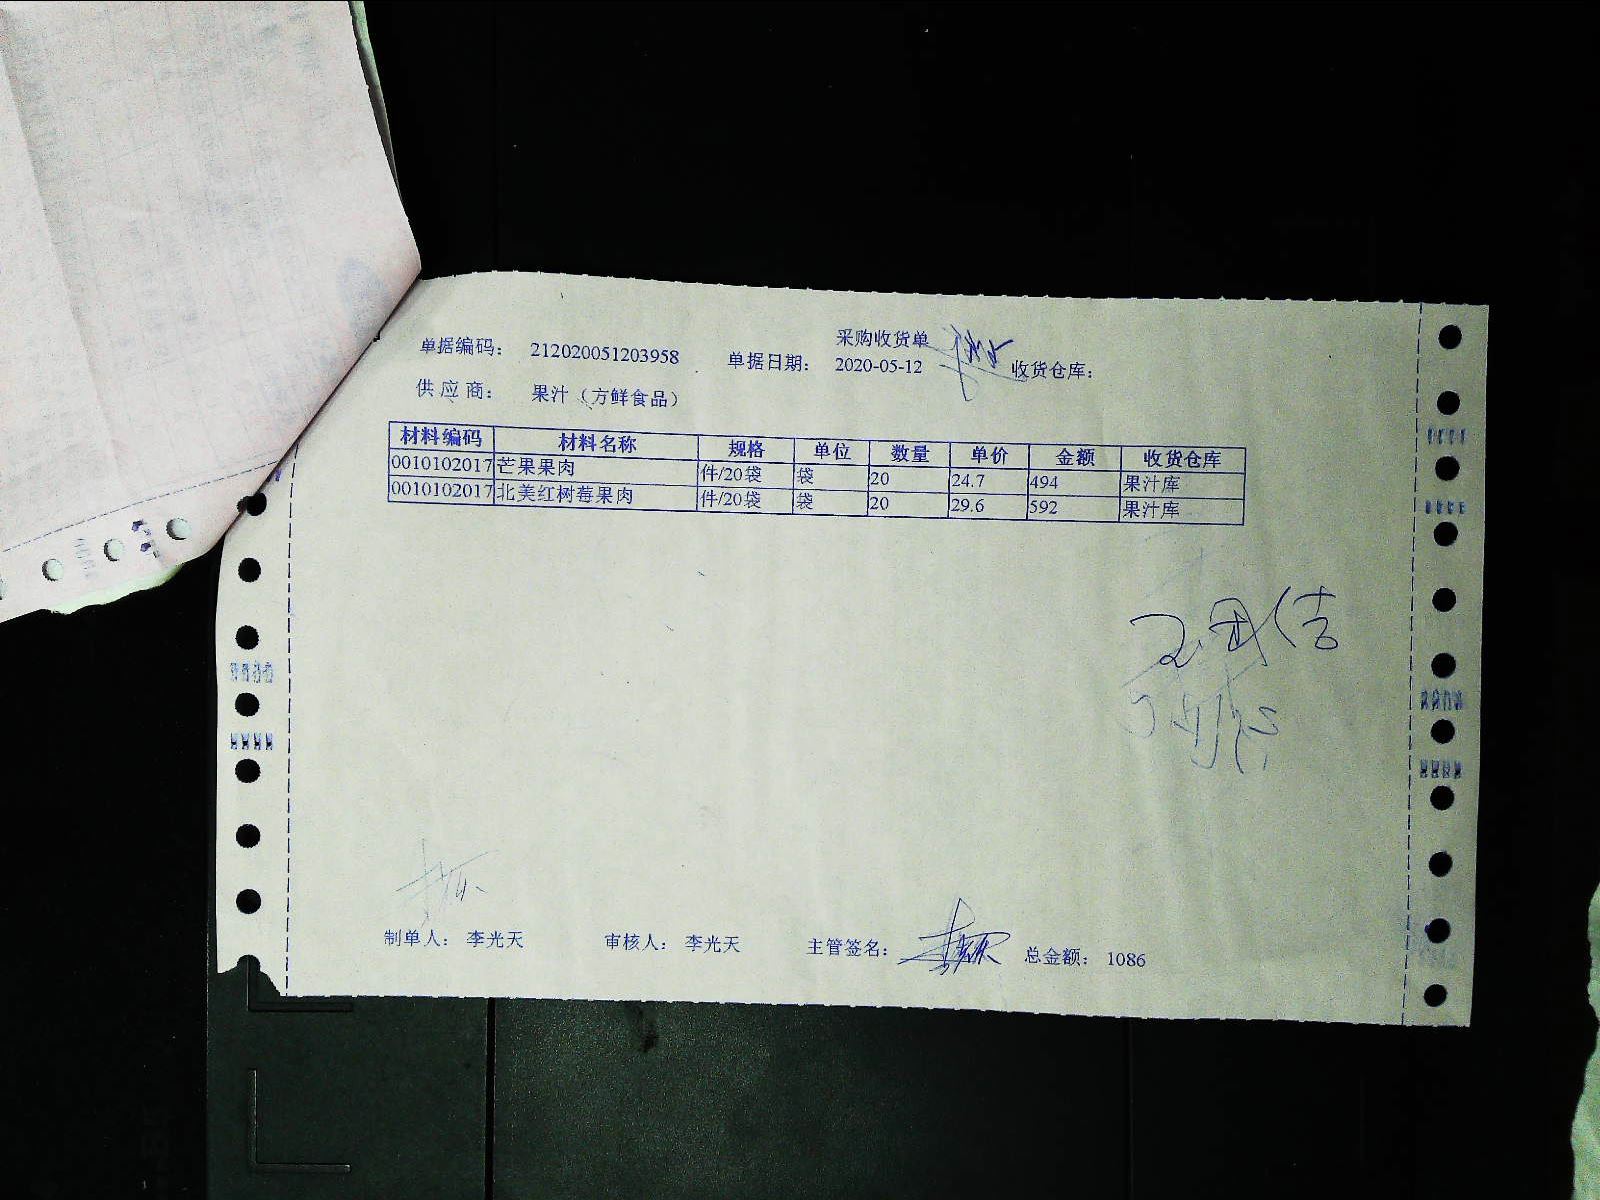 采购收货单
单据编码： 212020051203958 单据日期： 2020-05-12 收货仓库：
供 应 商： 果汁（方鲜食品）
材料编码 材料名称 规格 单位 数量 单价 金额 收货仓库
0010102017 芒果果肉 件/20袋 袋 20 24.7 494 果汁库
0010102017 北美红树莓果肉 件/20袋 袋 20 29.6 592 果汁库
制单人： 李光天 审核人： 李光天 主管签名： 总金额： 1086